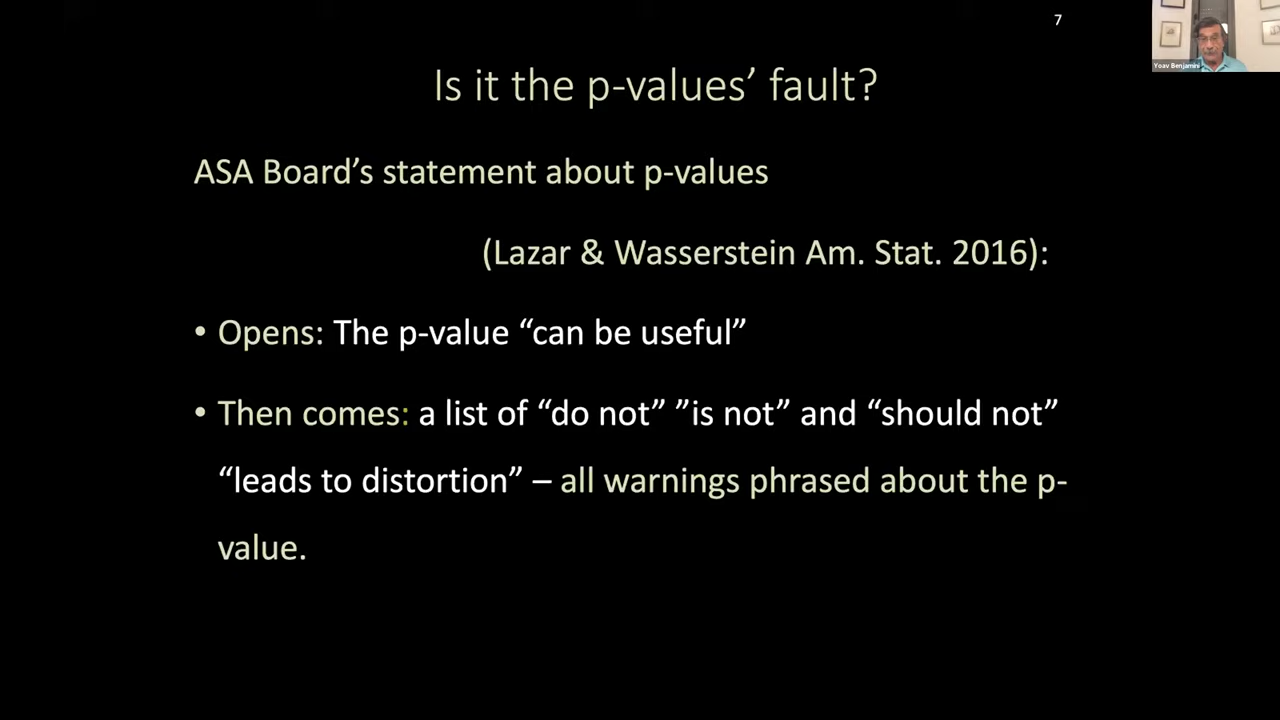 7
Yoav Benjamini
Is it the p-values’ fault?
ASA Board’s statement about p-values
(Lazar & Wasserstein Am. Stat. 2016):
• Opens: The p-value “can be useful”
• Then comes: a list of “do not” ”is not” and “should not”
“leads to distortion” – all warnings phrased about the p-
value.